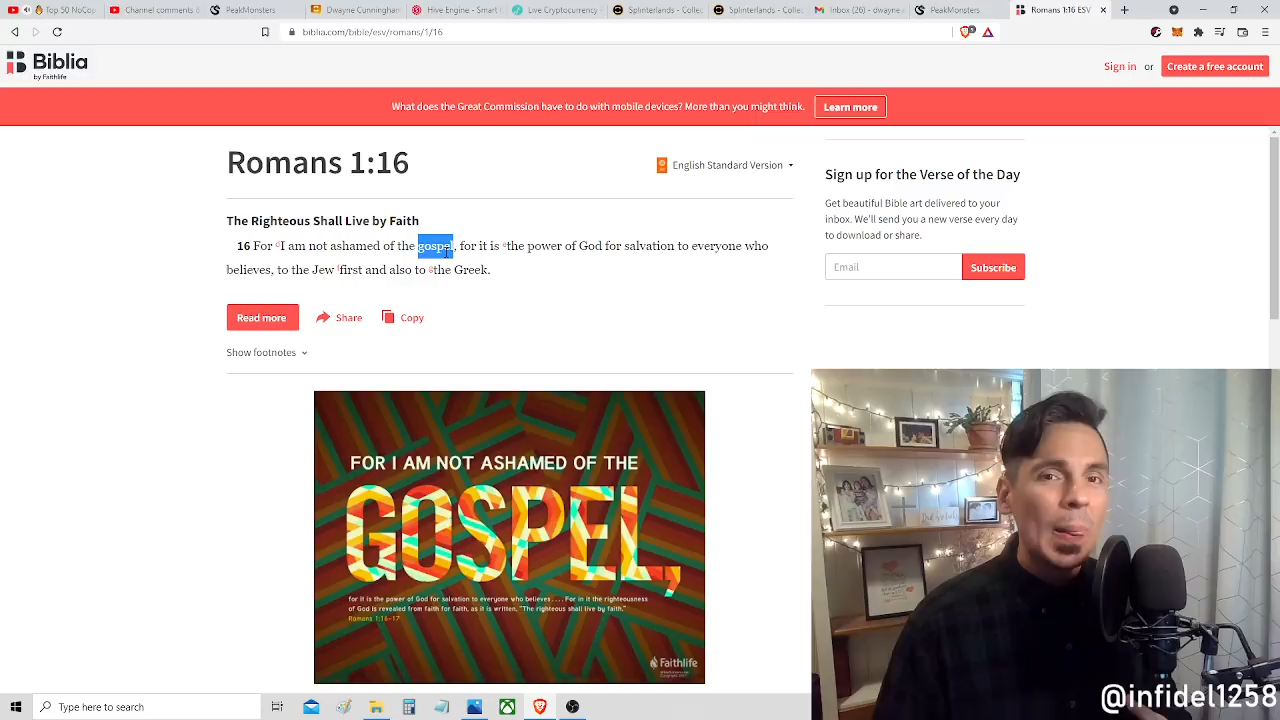 Top 50 NoCop
Channel comments &
PeakMonsters
Dwayne Cunningham
Hive Engine - Smart
Live Cryptocurrency
Splinterlands - Collec
Splinterlands - Collec
Inbox (26) - dwayne
PeakMonsters
Romans 1:16 ESV
biblia.com/bible/esv/romans/1/16
Biblia
by Faithlife
Sign in or Create a free account
What does the Great Commission have to do with mobile devices? More than you might think. Learn more
Romans 1:16
English Standard Version
The Righteous Shall Live by Faith
16 For I am not ashamed of the gospel, for it is the power of God for salvation to everyone who
believes, to the Jew first and also to the Greek.
Read more
Share
Copy
Show footnotes
Sign up for the Verse of the Day
Get beautiful Bible art delivered to your
inbox. We'll send you a new verse every day
to download or share.
Email
Subscribe
FOR I AM NOT ASHAMED OF THE
GOSPEL,
for it is the power of God for salvation to everyone who believes.... For in it the righteousness
of God is revealed from faith for faith, as it is written, "The righteous shall live by faith."
Romans 1:16–17
Faithlife
@infidel1258
Type here to search